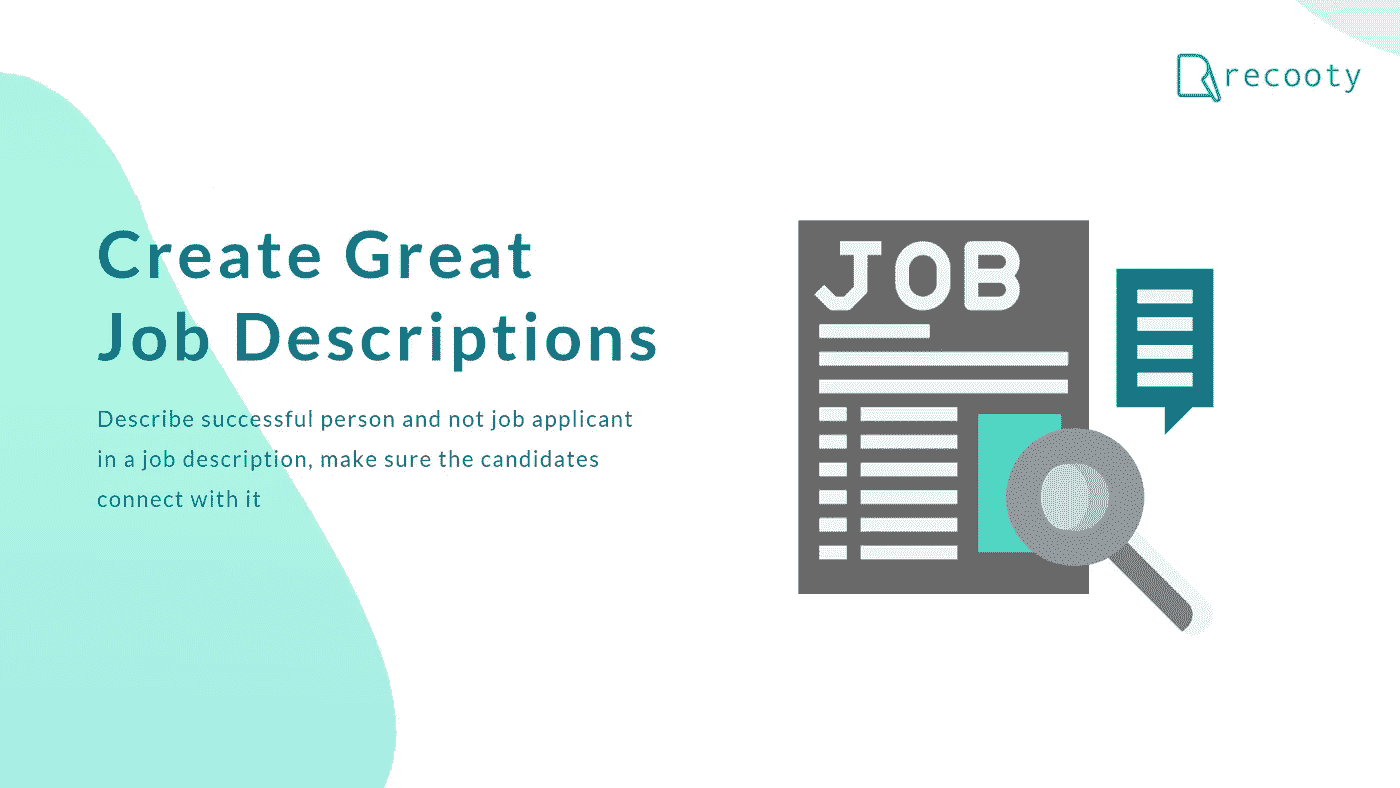 recooty
Create Great
Job Descriptions
Describe successful person and not job applicant
in a job description, make sure the candidates
connect with it
JOB